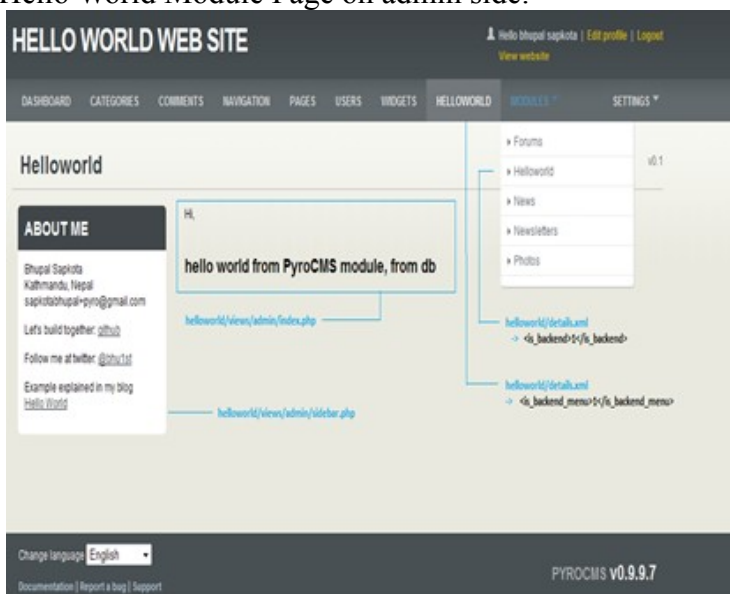 Hello World Module Page on admin side:
HELLO WORLD WEB SITE
Hello bhupal sapkota | Edit profile | Logout
View website
DASHBOARD CATEGORIES COMMENTS NAVIGATION PAGES USERS WIDGETS HELLOWORLD MODULES SETTINGS
Helloworld
v0.1
Forums
Helloworld
News
Newsletters
Photos
ABOUT ME
Bhupal Sapkota
Kathmandu, Nepal
sapkotabhupal+pyro@gmail.com
Let's build together: github
Follow me at twitter: @bhu1st
Example explained in my blog
Hello World
Hi,
hello world from PyroCMS module, from db
helloworld/views/admin/index.php
helloworld/views/admin/sidebar.php
helloworld/details.xml
<is_backend>1</is_backend>
helloworld/details.xml
<is_backend_menu>1</is_backend_menu>
Change language English
Documentation | Report a bug | Support
PYROCMS v0.9.9.7